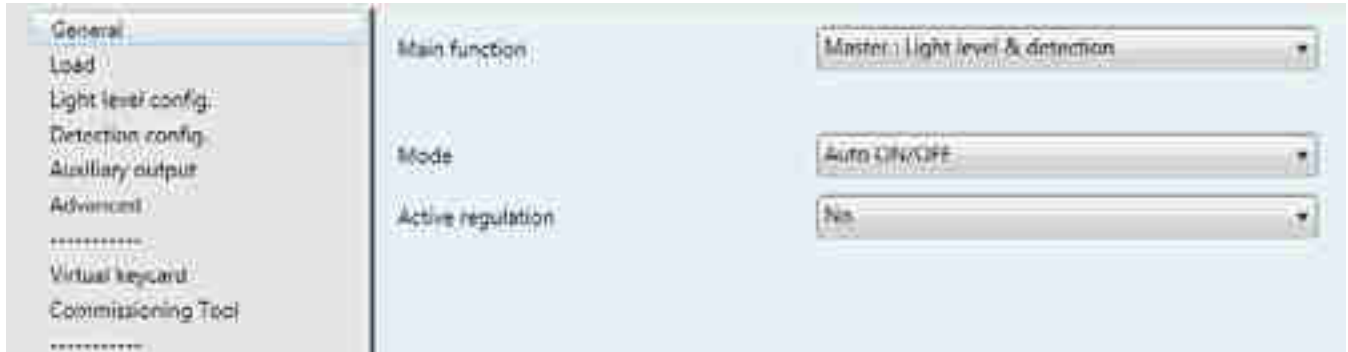 General
Load
Light level config.
Detection config.
Auxiliary output
Advanced
-----------
Virtual keycard
Commissioning Tool
-----------
Main function
Master : Light level & detection
Mode
Auto ON/OFF
Active regulation
No